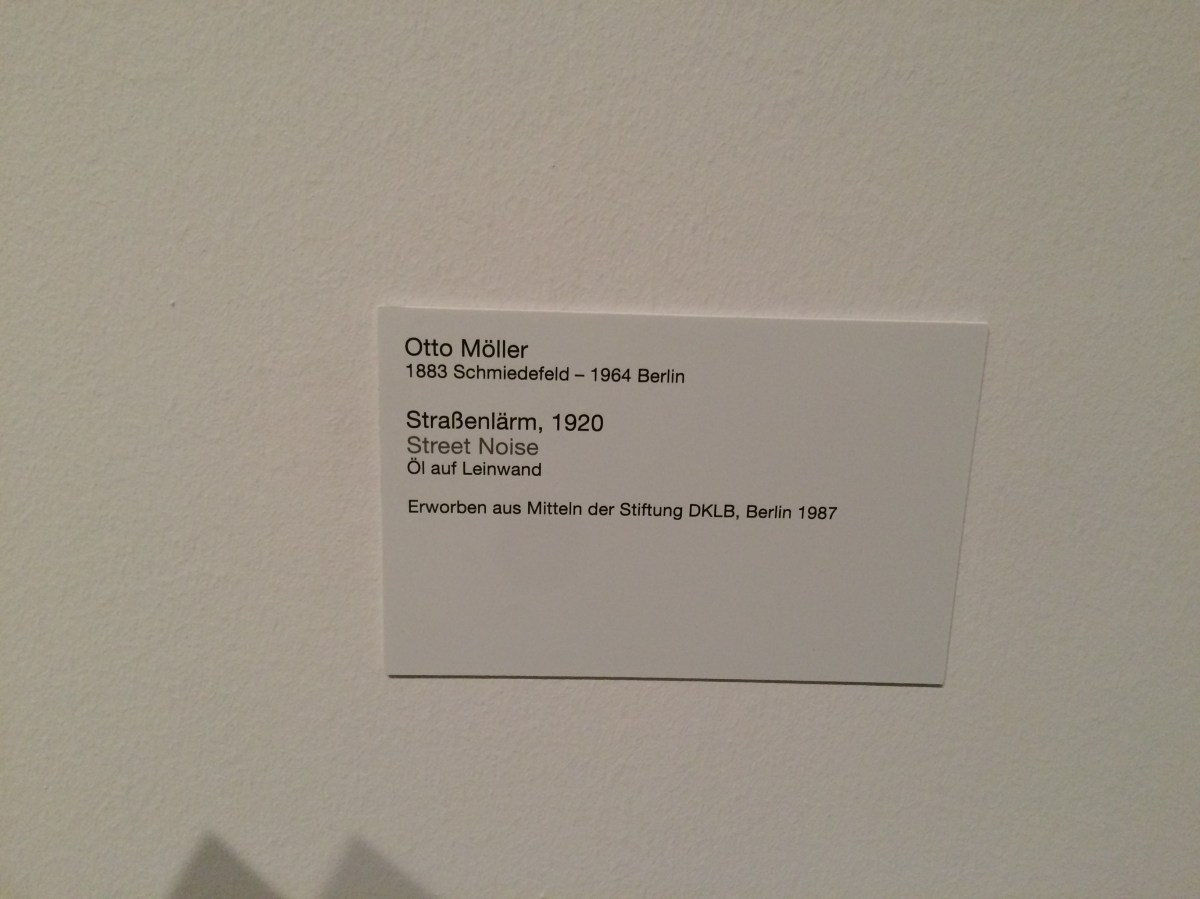 Otto Möller
1883 Schmiedefeld – 1964 Berlin
Straßenlärm, 1920
Street Noise
Öl auf Leinwand
Erworben aus Mitteln der Stiftung DKLB, Berlin 1987